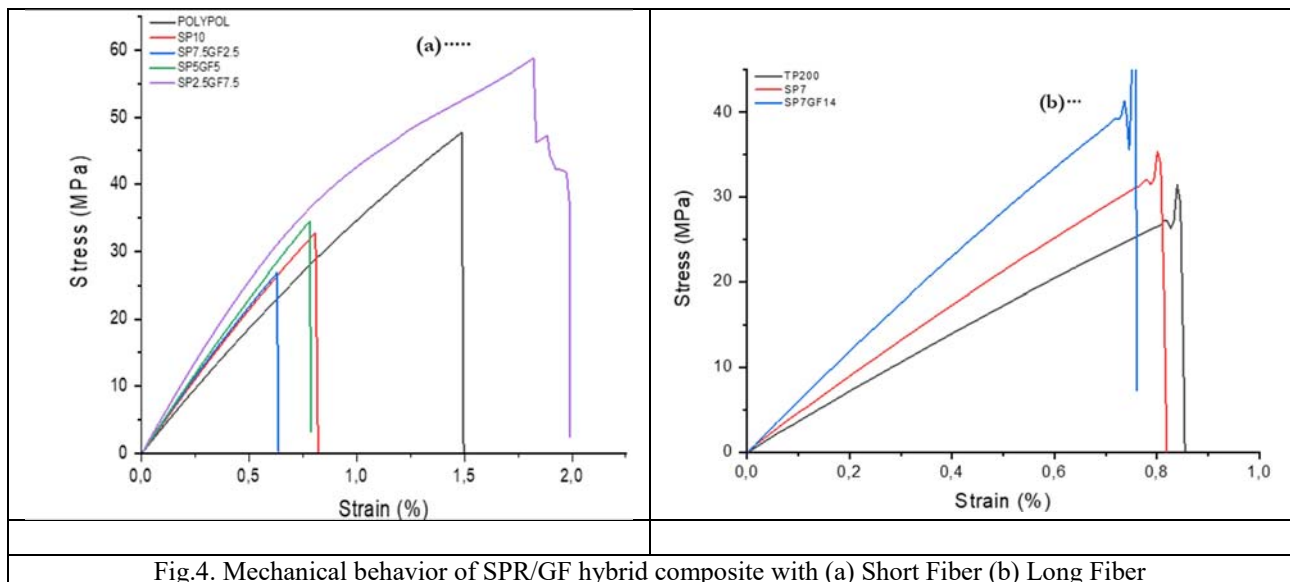 POLYPOL
SP10
SP7.5GF2.5
SP5GF5
SP2.5GF7.5
(a).....
60
50
40
30
20
10
0
Stress (MPa)
0,0 0,5 1,0 1,5 2,0
Strain (%)
TP200
SP7
SP7GF14
(b)...
40
30
20
10
0
Stress (MPa)
0,0 0,2 0,4 0,6 0,8 1,0
Strain (%)
Fig.4. Mechanical behavior of SPR/GF hybrid composite with (a) Short Fiber (b) Long Fiber